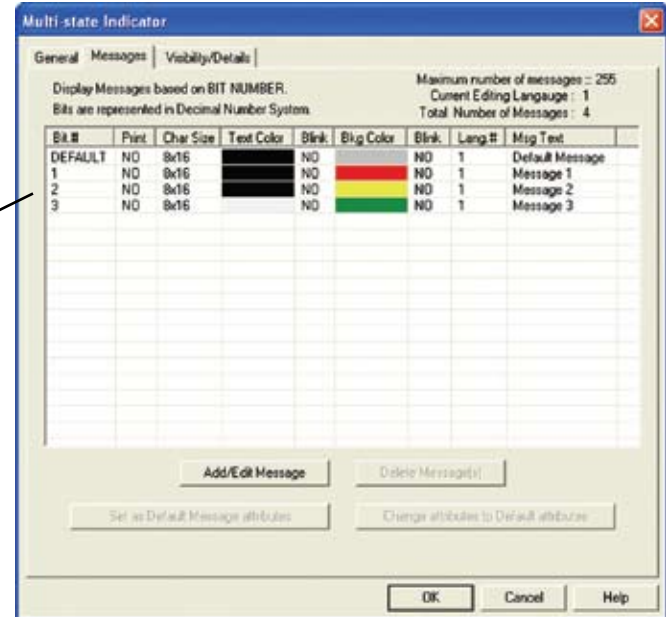 Multi-state Indicator
General Messages Visibility/Details
Display Messages based on BIT NUMBER.
Bits are represented in Decimal Number System.
Maximum number of messages :: 255
Current Editing Langauge : 1
Total Number of Messages : 4
Bit # Print Char Size Text Color Blink Bkg Color Blink Lang # Msg Text
DEFAULT NO 8x16 NO NO 1 Default Message
1 NO 8x16 NO NO 1 Message 1
2 NO 8x16 NO NO 1 Message 2
3 NO 8x16 NO NO 1 Message 3
Add/Edit Message Delete Message(s)
Set as Default Message attributes Change attributes to Default attributes
OK Cancel Help